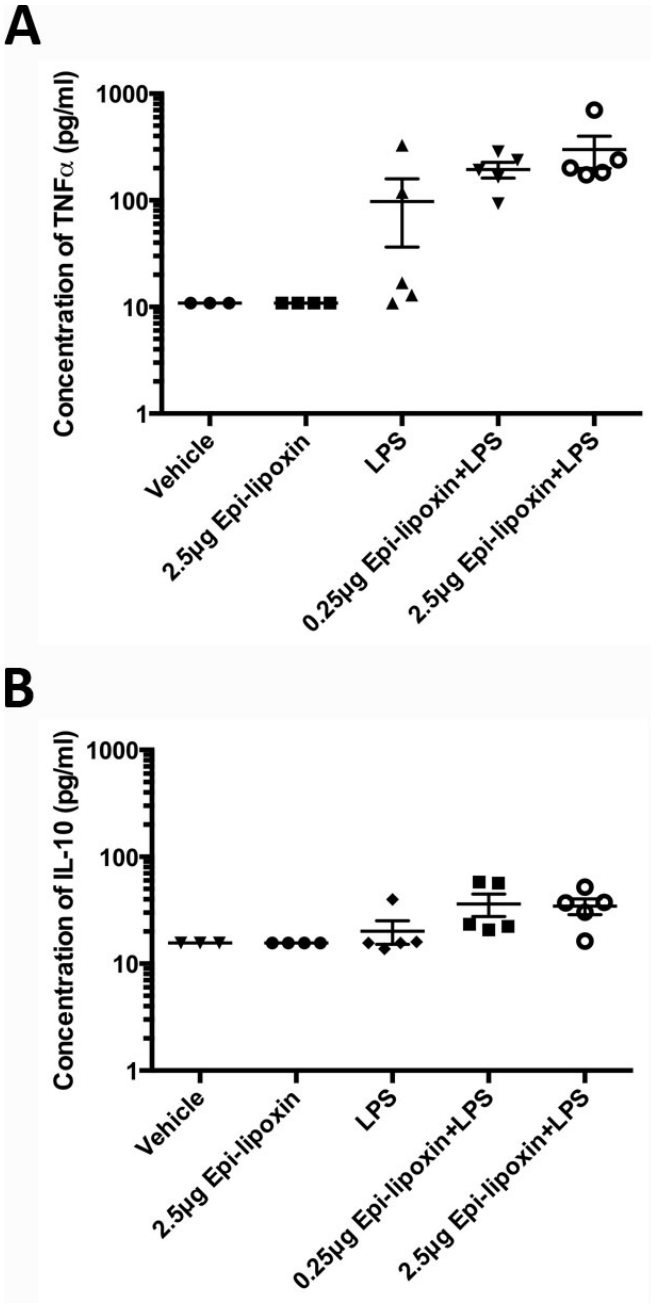 A
Concentration of TNFα (pg/ml)
1000
100
10
1
Vehicle
2.5µg Epi-lipoxin
LPS
0.25µg Epi-lipoxin+LPS
2.5µg Epi-lipoxin+LPS
B
Concentration of IL-10 (pg/ml)
1000
100
10
1
Vehicle
2.5µg Epi-lipoxin
LPS
0.25µg Epi-lipoxin+LPS
2.5µg Epi-lipoxin+LPS